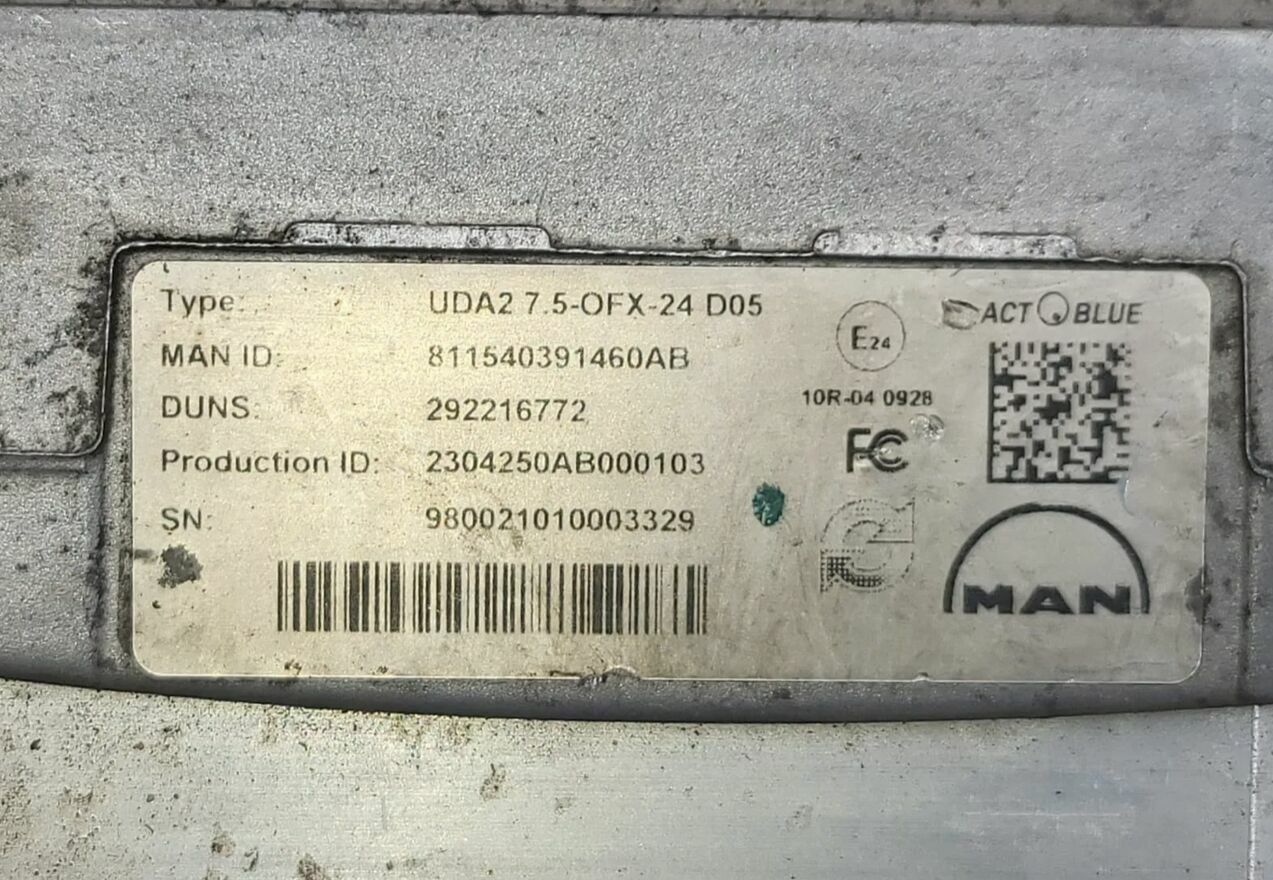 Type: UDA2 7.5-OFX-24 D05
MAN ID: 811540391460AB
DUNS: 292216772
Production ID: 2304250AB000103
SN: 980021010003329
E24
10R-04 0928
FC
ACT BLUE
MAN